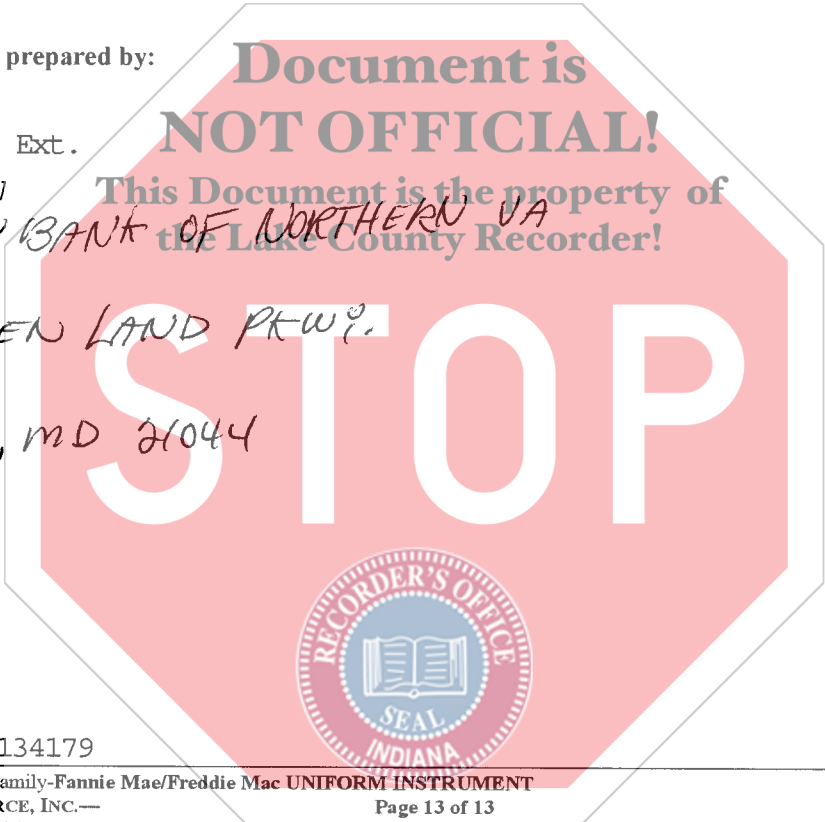 prepared by:
Document is
NOT OFFICIAL!
Ext.
This Document is the property of
the Lake County Recorder!
BANK OF NORTHERN VA
EN LAND PKWY.
STOP
, MD 21044
RECORDER'S OFFICE
SEAL
INDIANA
134179
amily-Fannie Mae/Freddie Mac UNIFORM INSTRUMENT
RCE, INC.—
Page 13 of 13